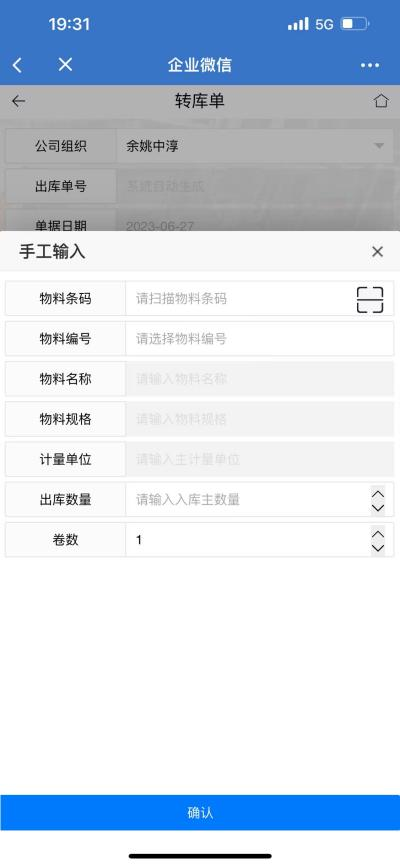 19:31
5G
企业微信
转库单
公司组织 余姚中淳
出库单号 系统自动生成
单据日期 2023-06-27
手工输入
物料条码 请扫描物料条码
物料编号 请选择物料编号
物料名称 请输入物料名称
物料规格 请输入物料规格
计量单位 请输入主计量单位
出库数量 请输入入库主数量
卷数 1
确认